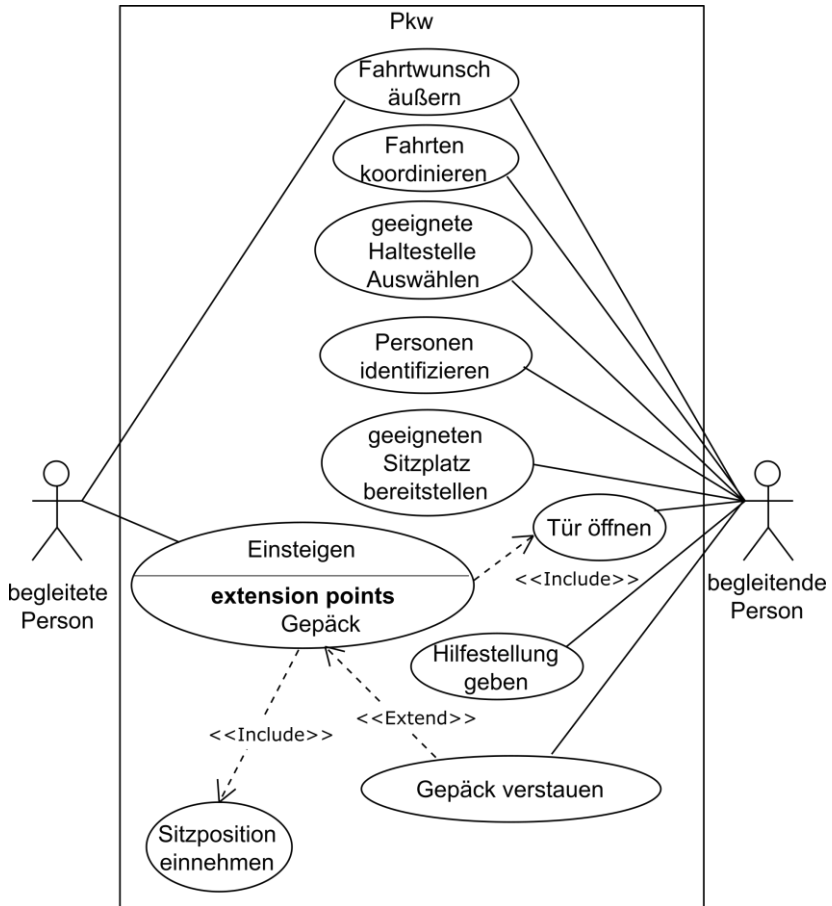 Pkw
Fahrtwunsch
äußern
Fahrten
koordinieren
geeignete
Haltestelle
Auswählen
Personen
identifizieren
geeigneten
Sitzplatz
bereitstellen
Tür öffnen
Einsteigen
<<Include>>
begleitete
Person
begleitende
Person
extension points
Gepäck
Hilfestellung
geben
<<Extend>>
<<Include>>
Gepäck verstauen
Sitzposition
einnehmen